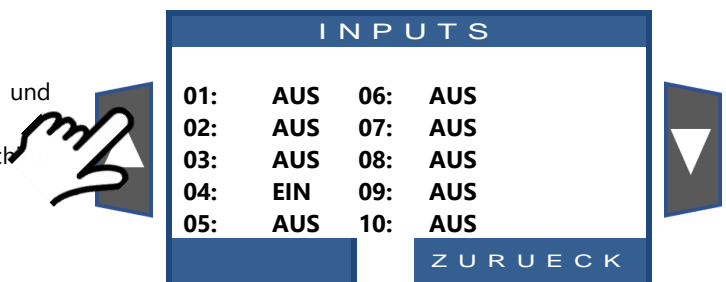 INPUTS
und
01: AUS 06: AUS
02: AUS 07: AUS
03: AUS 08: AUS
04: EIN 09: AUS
05: AUS 10: AUS
ZURUECK